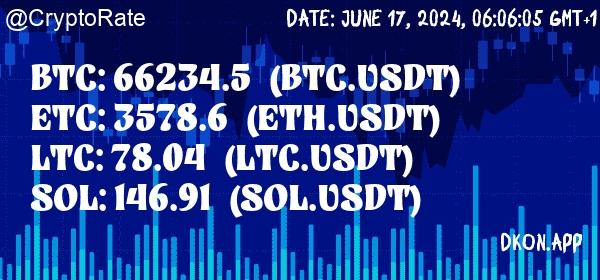 @CryptoRate
DATE: JUNE 17, 2024, 06:06:05 GMT+1
BTC: 66234.5 (BTC.USDT)
ETC: 3578.6 (ETH.USDT)
LTC: 78.04 (LTC.USDT)
SOL: 146.91 (SOL.USDT)
DKON.APP